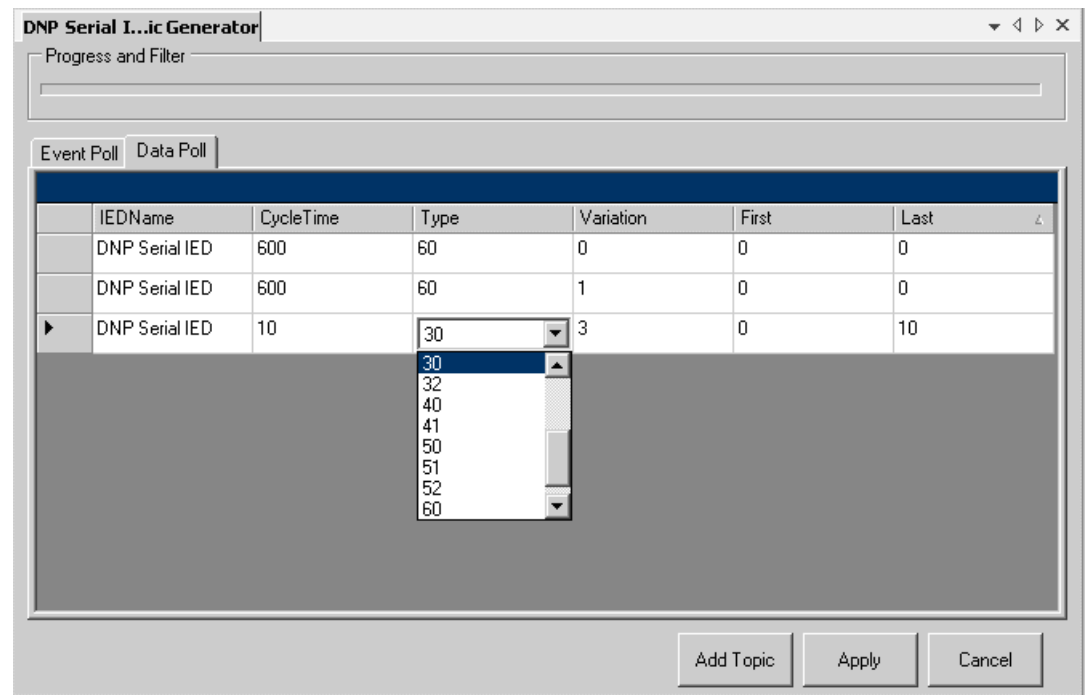 DNP Serial I...ic Generator
Progress and Filter
Event Poll Data Poll
IEDName CycleTime Type Variation First Last
DNP Serial IED 600 60 0 0 0
DNP Serial IED 600 60 1 0 0
DNP Serial IED 10 30 3 0 10
30
32
40
41
50
51
52
60
Add Topic Apply Cancel